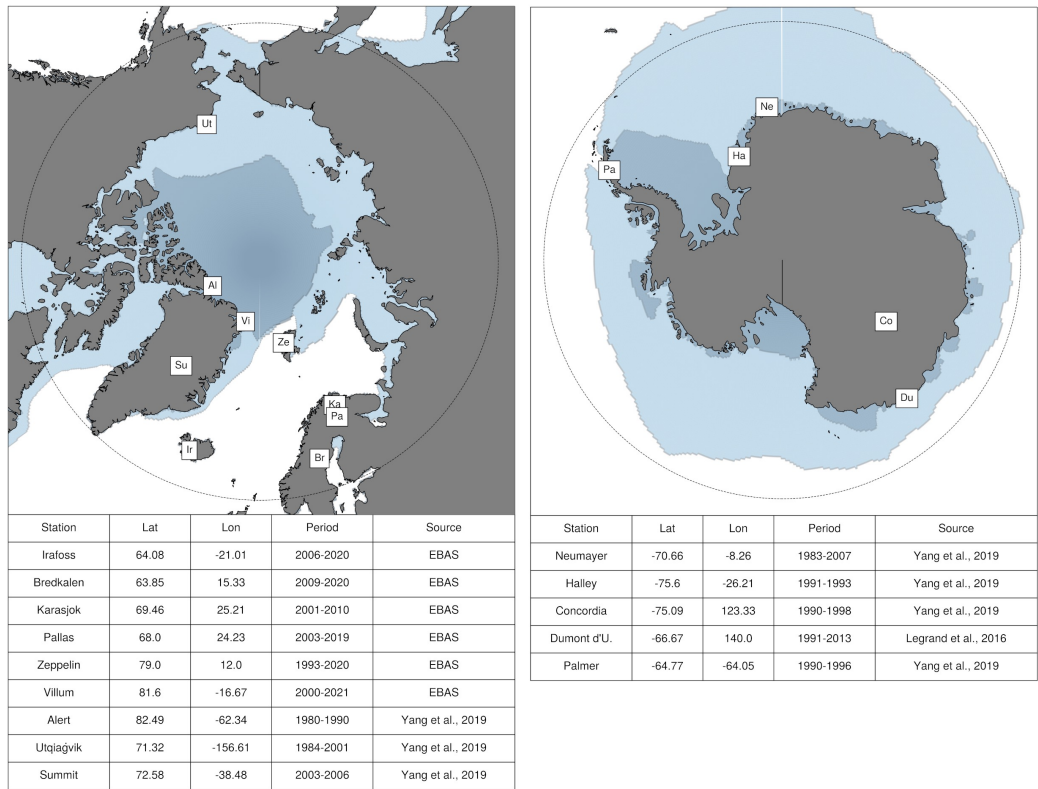 Ut
Al
Vi
Ze
Su
Ka
Pa
Ir
Br
Station Lat Lon Period Source
Irafoss 64.08 -21.01 2006-2020 EBAS
Bredkalen 63.85 15.33 2009-2020 EBAS
Karasjok 69.46 25.21 2001-2010 EBAS
Pallas 68.0 24.23 2003-2019 EBAS
Zeppelin 79.0 12.0 1993-2020 EBAS
Villum 81.6 -16.67 2000-2021 EBAS
Alert 82.49 -62.34 1980-1990 Yang et al., 2019
Utqiaġvik 71.32 -156.61 1984-2001 Yang et al., 2019
Summit 72.58 -38.48 2003-2006 Yang et al., 2019
Ne
Ha
Pa
Co
Du
Station Lat Lon Period Source
Neumayer -70.66 -8.26 1983-2007 Yang et al., 2019
Halley -75.6 -26.21 1991-1993 Yang et al., 2019
Concordia -75.09 123.33 1990-1998 Yang et al., 2019
Dumont d'U. -66.67 140.0 1991-2013 Legrand et al., 2016
Palmer -64.77 -64.05 1990-1996 Yang et al., 2019